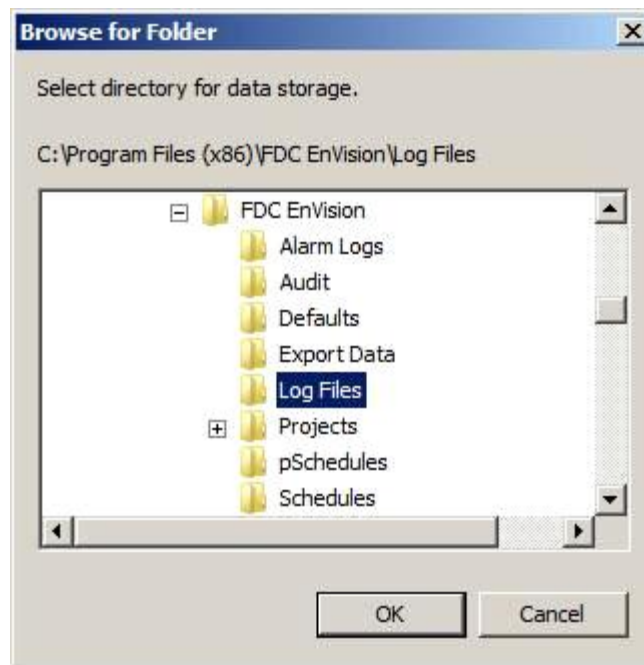 Browse for Folder
Select directory for data storage.
C:\Program Files (x86)\FDC EnVision\Log Files
FDC EnVision
Alarm Logs
Audit
Defaults
Export Data
Log Files
Projects
pSchedules
Schedules
OK Cancel